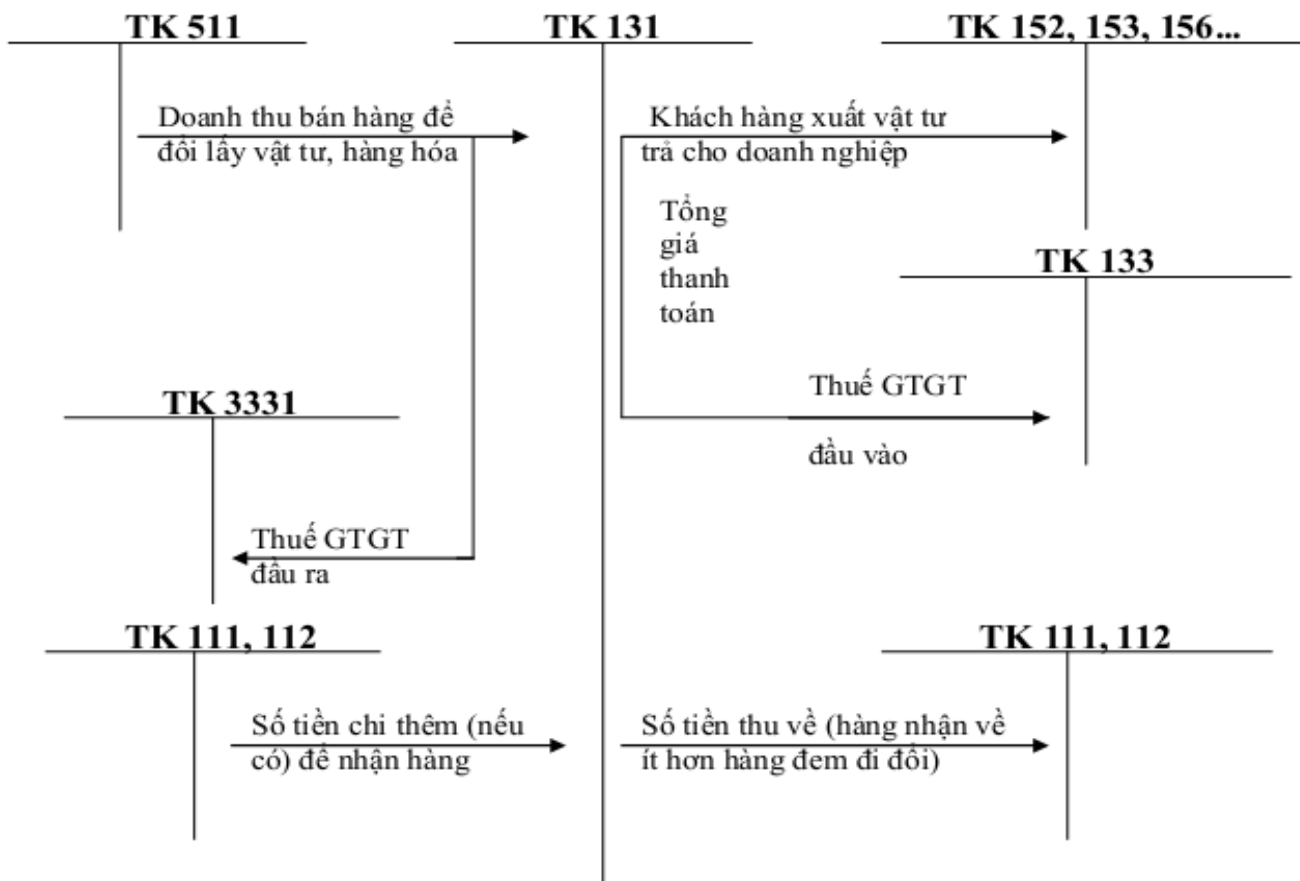 TK 511
TK 131
TK 152, 153, 156...
Doanh thu bán hàng để
đổi lấy vật tư, hàng hóa
Khách hàng xuất vật tư
trả cho doanh nghiệp
Tổng
giá
thanh
toán
TK 133
Thuế GTGT
đầu vào
TK 3331
Thuế GTGT
đầu ra
TK 111, 112
Số tiền chi thêm (nếu
có) để nhận hàng
TK 111, 112
Số tiền thu về (hàng nhận về
ít hơn hàng đem đi đổi)